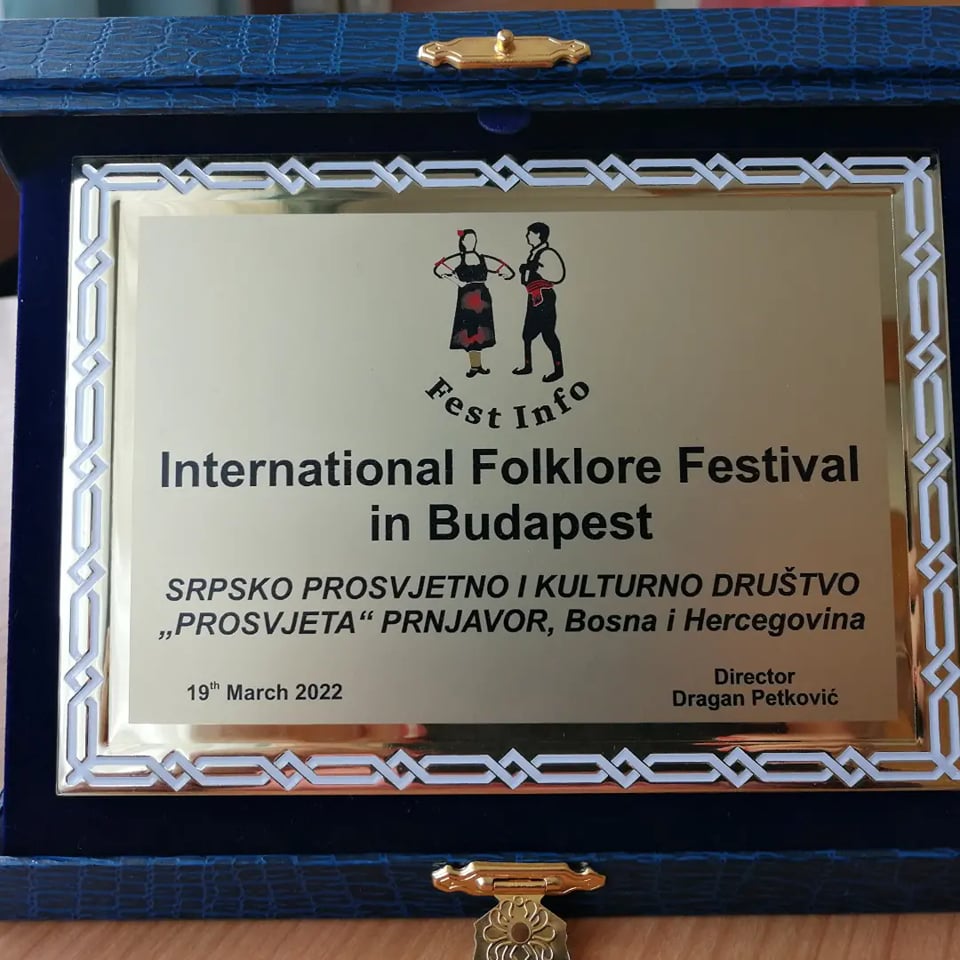 Fest Info
International Folklore Festival
in Budapest
SRPSKO PROSVJETNO I KULTURNO DRUŠTVO
„PROSVJETA“ PRNJAVOR, Bosna i Hercegovina
19th March 2022
Director
Dragan Petković